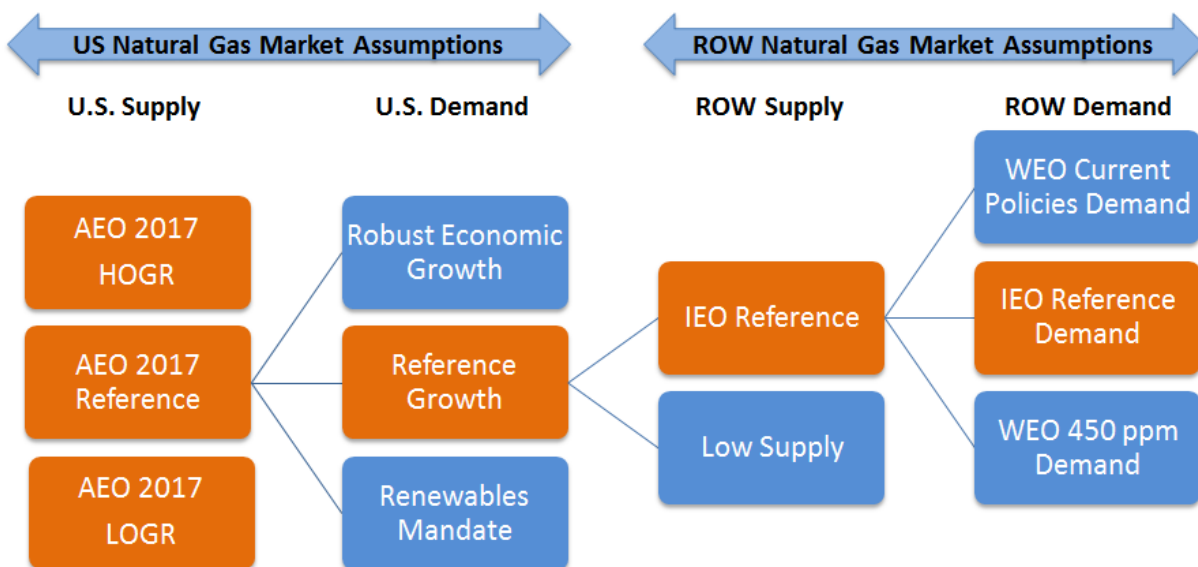 US Natural Gas Market Assumptions
ROW Natural Gas Market Assumptions
U.S. Supply
U.S. Demand
ROW Supply
ROW Demand
AEO 2017
HOGR
AEO 2017
Reference
AEO 2017
LOGR
Robust Economic
Growth
Reference
Growth
Renewables
Mandate
IEO Reference
Low Supply
WEO Current
Policies Demand
IEO Reference
Demand
WEO 450 ppm
Demand